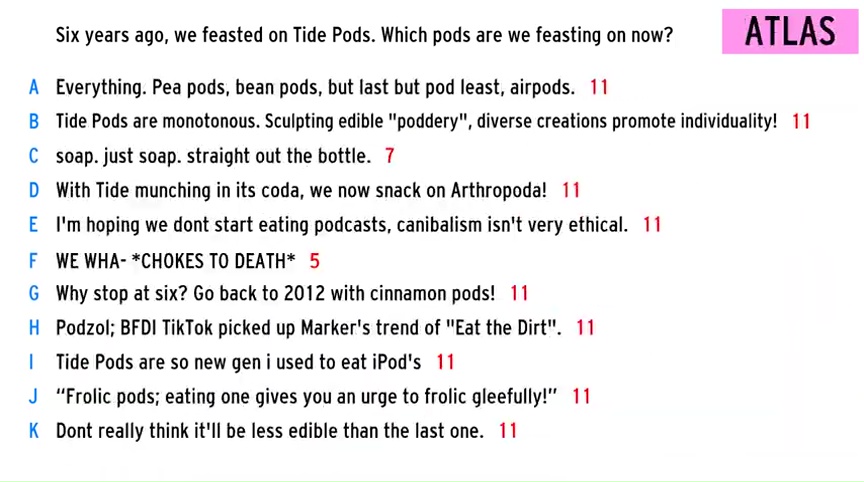 Six years ago, we feasted on Tide Pods. Which pods are we feasting on now?
ATLAS
A Everything. Pea pods, bean pods, but last but pod least, airpods. 11
B Tide Pods are monotonous. Sculpting edible "poddery", diverse creations promote individuality! 11
C soap. just soap. straight out the bottle. 7
D With Tide munching in its coda, we now snack on Arthropoda! 11
E I'm hoping we dont start eating podcasts, canibalism isn't very ethical. 11
F WE WHA- *CHOKES TO DEATH* 5
G Why stop at six? Go back to 2012 with cinnamon pods! 11
H Podzol; BFDI TikTok picked up Marker's trend of "Eat the Dirt". 11
I Tide Pods are so new gen i used to eat iPod's 11
J “Frolic pods; eating one gives you an urge to frolic gleefully!” 11
K Dont really think it'll be less edible than the last one. 11